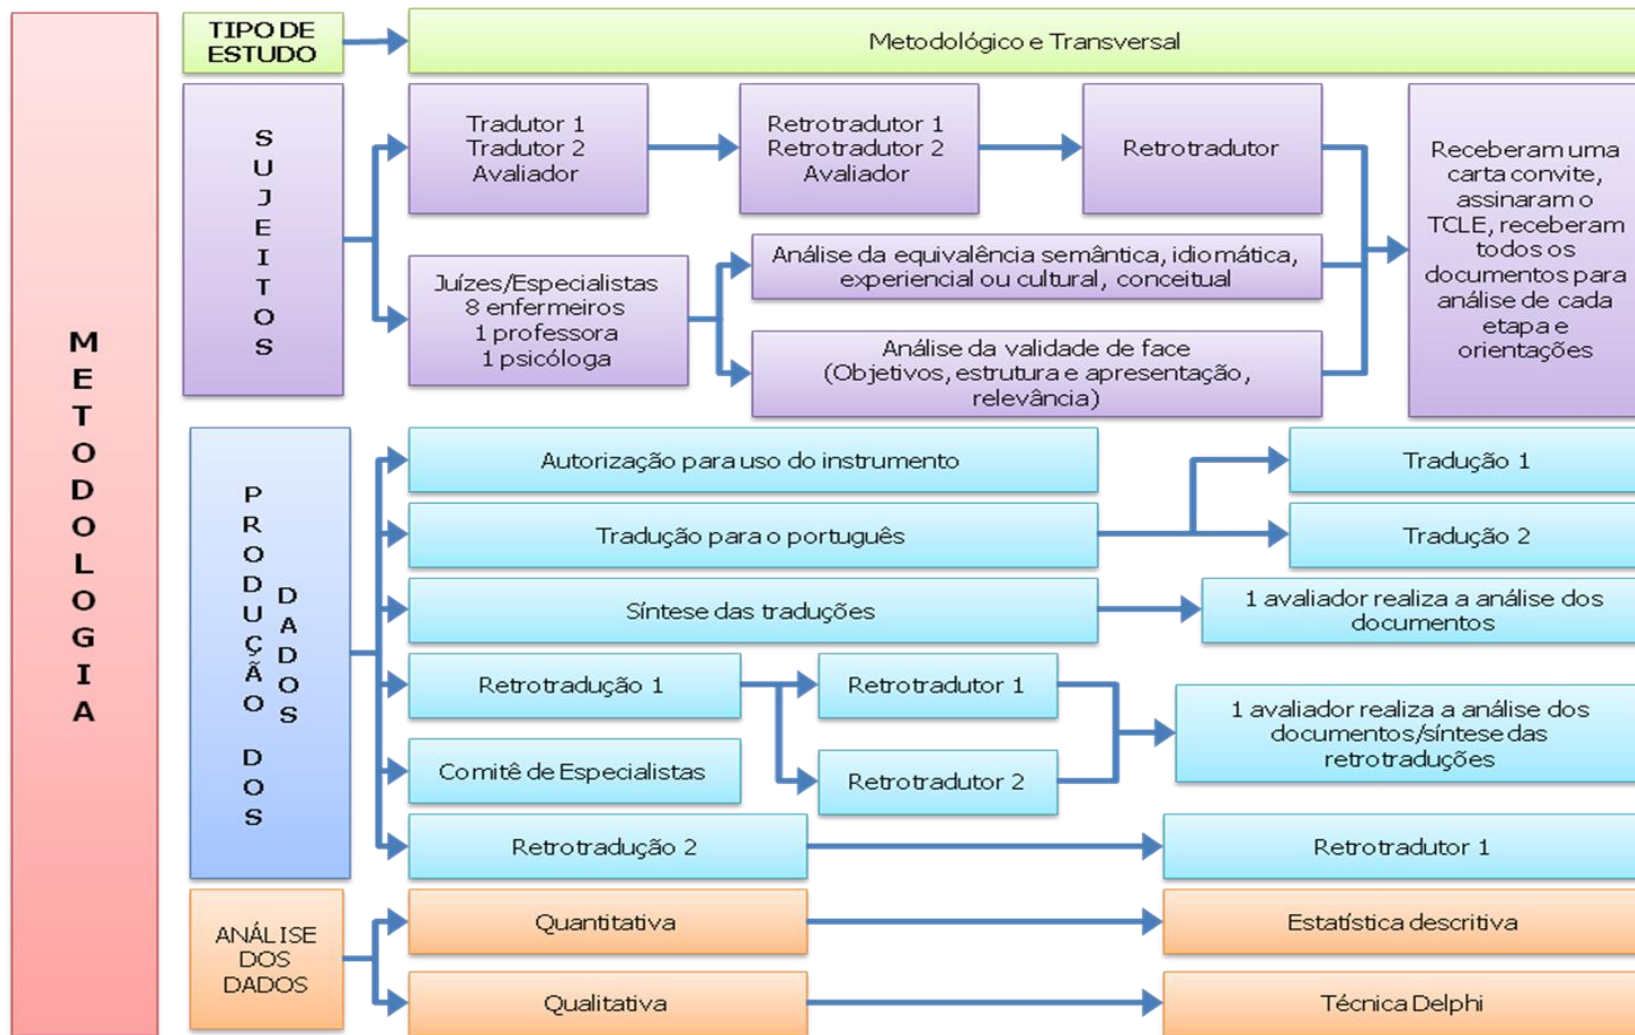 METODOLOGIA
TIPO DE
ESTUDO
Metodológico e Transversal
SUJEITOS
Tradutor 1
Tradutor 2
Avaliador
Retrotradutor 1
Retrotradutor 2
Avaliador
Retrotradutor
Receberam uma
carta convite,
assinaram o
TCLE, receberam
todos os
documentos para
análise de cada
etapa e
orientações
Juízes/Especialistas
8 enfermeiros
1 professora
1 psicóloga
Análise da equivalência semântica, idiomática,
experiencial ou cultural, conceitual
Análise da validade de face
(Objetivos, estrutura e apresentação,
relevância)
PRODUÇÃO DOS
DADOS
Autorização para uso do instrumento
Tradução 1
Tradução para o português
Tradução 2
Síntese das traduções
1 avaliador realiza a análise dos
documentos
Retrotradução 1
Retrotradutor 1
Retrotradutor 2
1 avaliador realiza a análise dos
documentos/síntese das
retrotraduções
Comitê de Especialistas
Retrotradução 2
Retrotradutor 1
ANÁLISE
DOS
DADOS
Quantitativa
Estatística descritiva
Qualitativa
Técnica Delphi